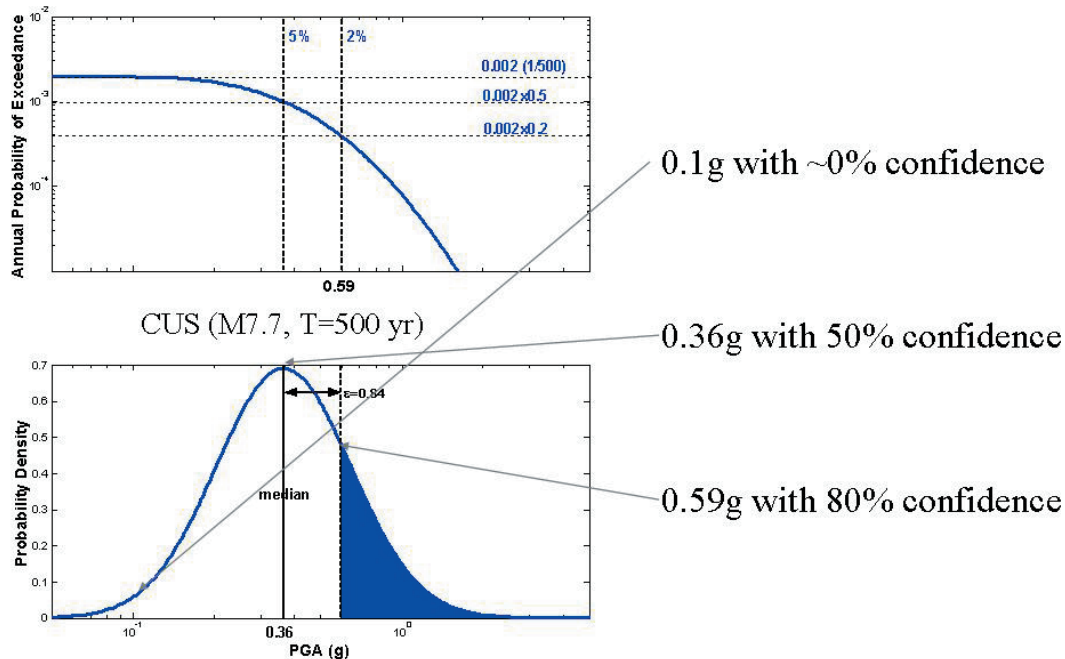 10^-2
5%
2%
0.002 (1/500)
10^-3
0.002x0.5
0.002x0.2
10^-4
Annual Probability of Exceedance
0.59
0.1g with ~0% confidence
CUS (M7.7, T=500 yr)
0.36g with 50% confidence
0.7
0.6
0.5
0.4
0.3
0.2
0.1
0
Probability Density
ε=0.84
median
0.59g with 80% confidence
10^-1
0.36
10^0
PGA (g)